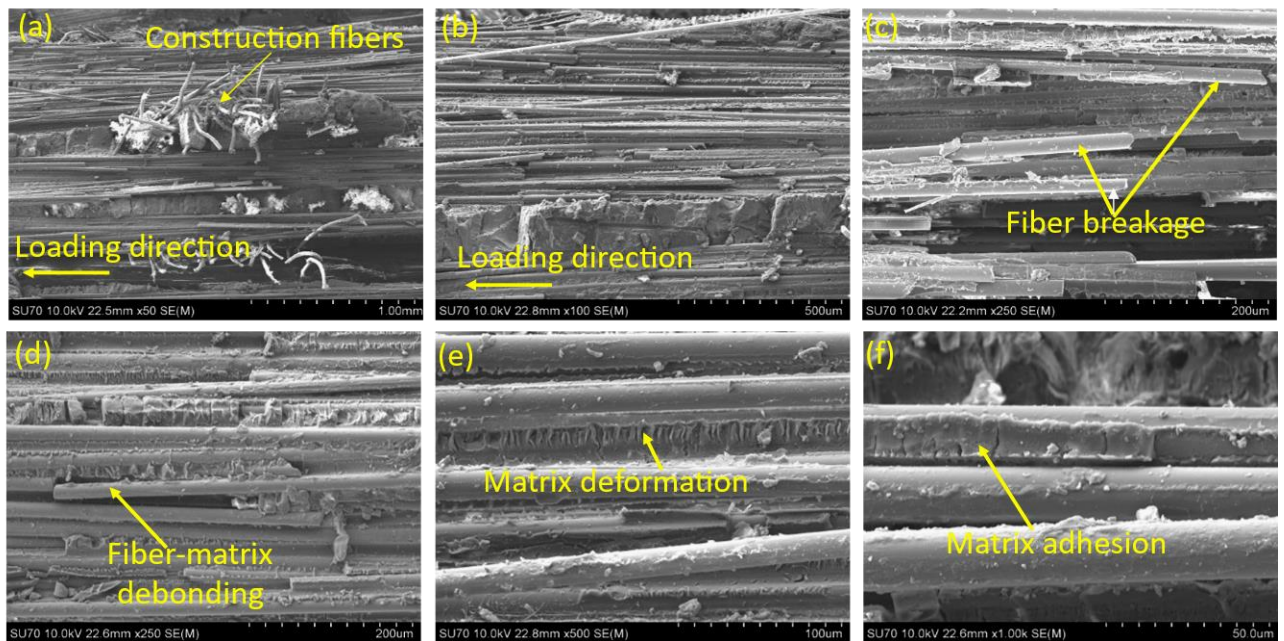 (a)
Construction fibers
Loading direction
SU70 10.0kV 22.5mm x50 SE(M)
1.00mm
(b)
Loading direction
SU70 10.0kV 22.8mm x100 SE(M)
500um
(c)
Fiber breakage
SU70 10.0kV 22.2mm x250 SE(M)
200um
(d)
Fiber-matrix
debonding
SU70 10.0kV 22.6mm x250 SE(M)
200um
(e)
Matrix deformation
SU70 10.0kV 22.8mm x500 SE(M)
100um
(f)
Matrix adhesion
SU70 10.0kV 22.6mm x1.00k SE(M)
50.0um